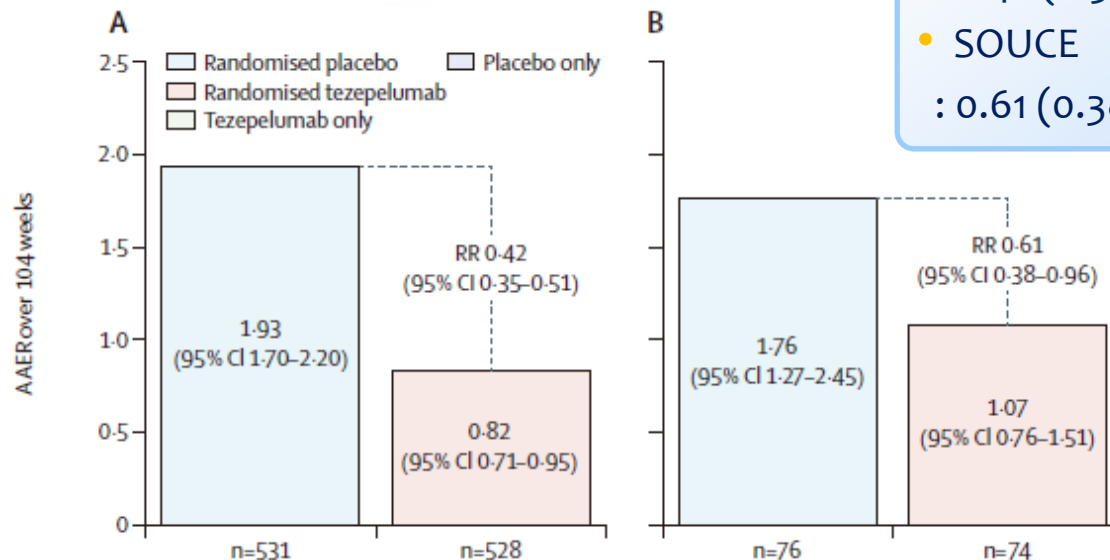 A
B
• SOUCE
: 0.61 (0.38
Randomised placebo
Placebo only
Randomised tezepelumab
Tezepelumab only
AAER over 104 weeks
2·5
2·0
1·5
1·0
0·5
0
RR 0·42
(95% CI 0·35–0·51)
1·93
(95% CI 1·70–2·20)
0·82
(95% CI 0·71–0·95)
n=531
n=528
RR 0·61
(95% CI 0·38–0·96)
1·76
(95% CI 1·27–2·45)
1·07
(95% CI 0·76–1·51)
n=76
n=74